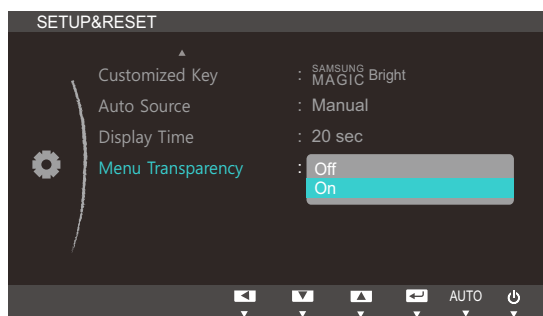 SETUP&RESET
Customized Key : SAMSUNG MAGIC Bright
Auto Source : Manual
Display Time : 20 sec
Menu Transparency : Off
On
AUTO